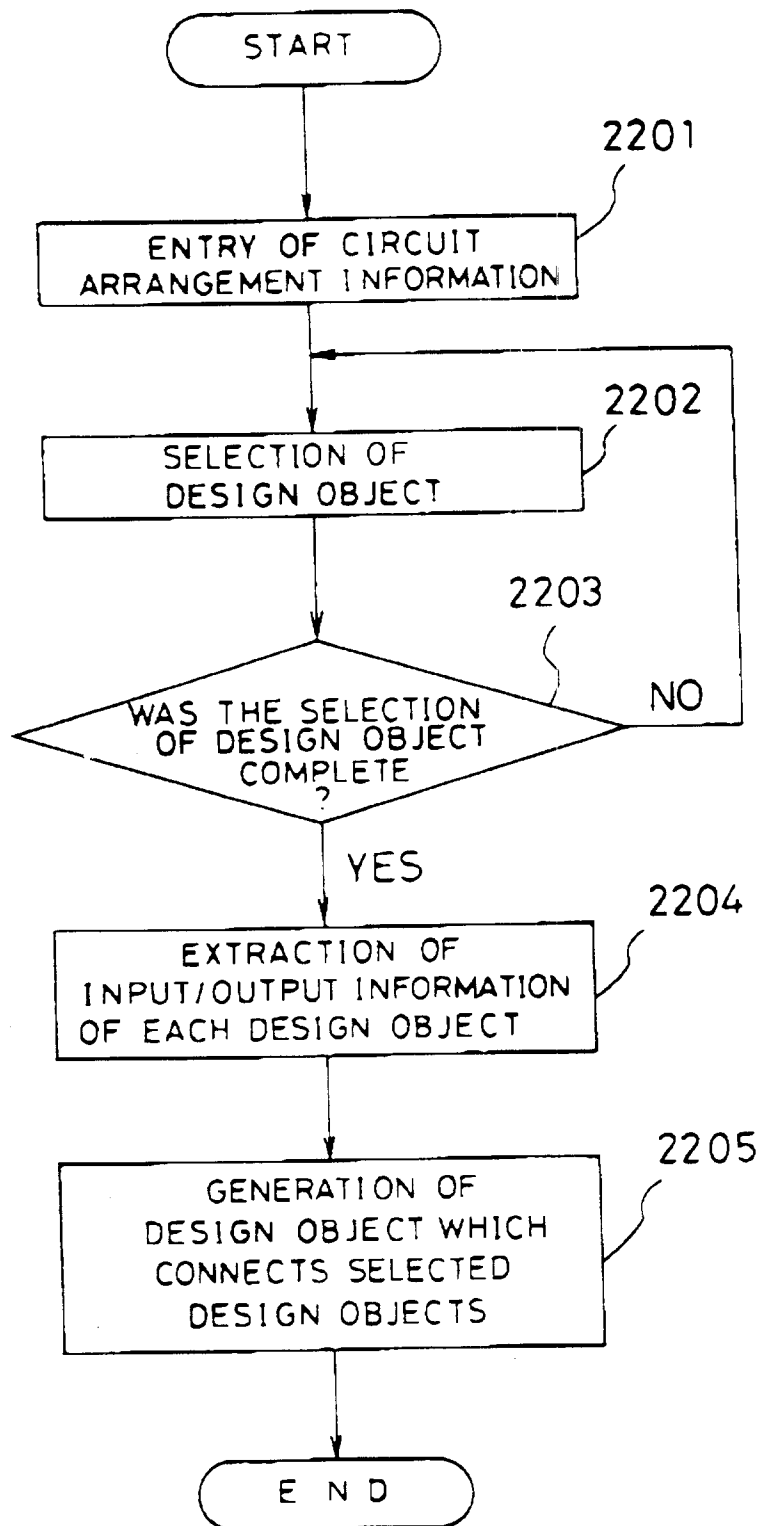 START
2201
ENTRY OF CIRCUIT
ARRANGEMENT INFORMATION
2202
SELECTION OF
DESIGN OBJECT
2203
WAS THE SELECTION
OF DESIGN OBJECT
COMPLETE
?
NO
YES
2204
EXTRACTION OF
INPUT/OUTPUT INFORMATION
OF EACH DESIGN OBJECT
2205
GENERATION OF
DESIGN OBJECT WHICH
CONNECTS SELECTED
DESIGN OBJECTS
END